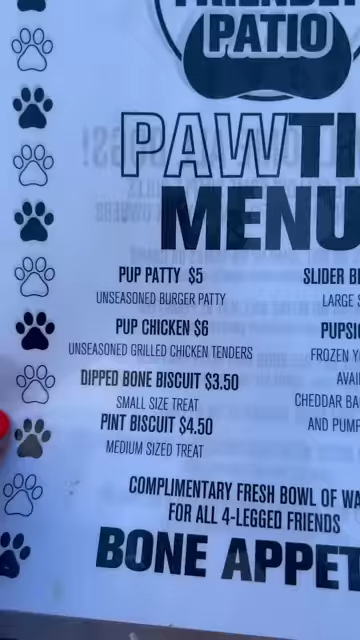 PATIO
PAWTI
MENU
PUP PATTY $5
UNSEASONED BURGER PATTY
PUP CHICKEN $6
UNSEASONED GRILLED CHICKEN TENDERS
DIPPED BONE BISCUIT $3.50
SMALL SIZE TREAT
PINT BISCUIT $4.50
MEDIUM SIZED TREAT
SLIDER B
LARGE S
PUPSI
FROZEN Y
AVAI
CHEDDAR BA
AND PUMP
COMPLIMENTARY FRESH BOWL OF WA
FOR ALL 4-LEGGED FRIENDS
BONE APPET